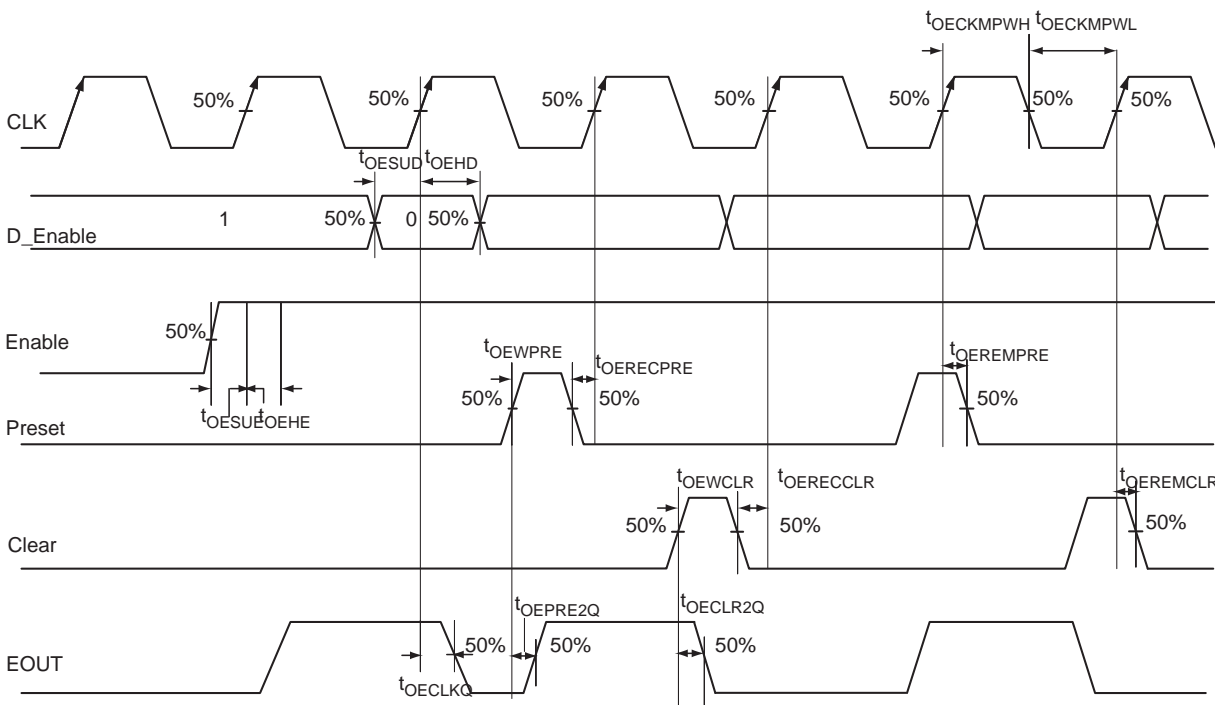 tOECKMPWH tOECKMPWL
CLK
50% 50% 50% 50% 50% 50% 50%
tOESUD tOEHD
D_Enable
1 50% 0 50%
Enable
50%
tOESUE tOEHE
tOEWPRE tOERECPRE tOEREMPRE
Preset
50% 50% 50%
tOEWCLR tOERECCLR tOEREMCLR
Clear
50% 50% 50%
tOEPRE2Q tOECLR2Q
EOUT
50% 50% 50%
tOECLKQ